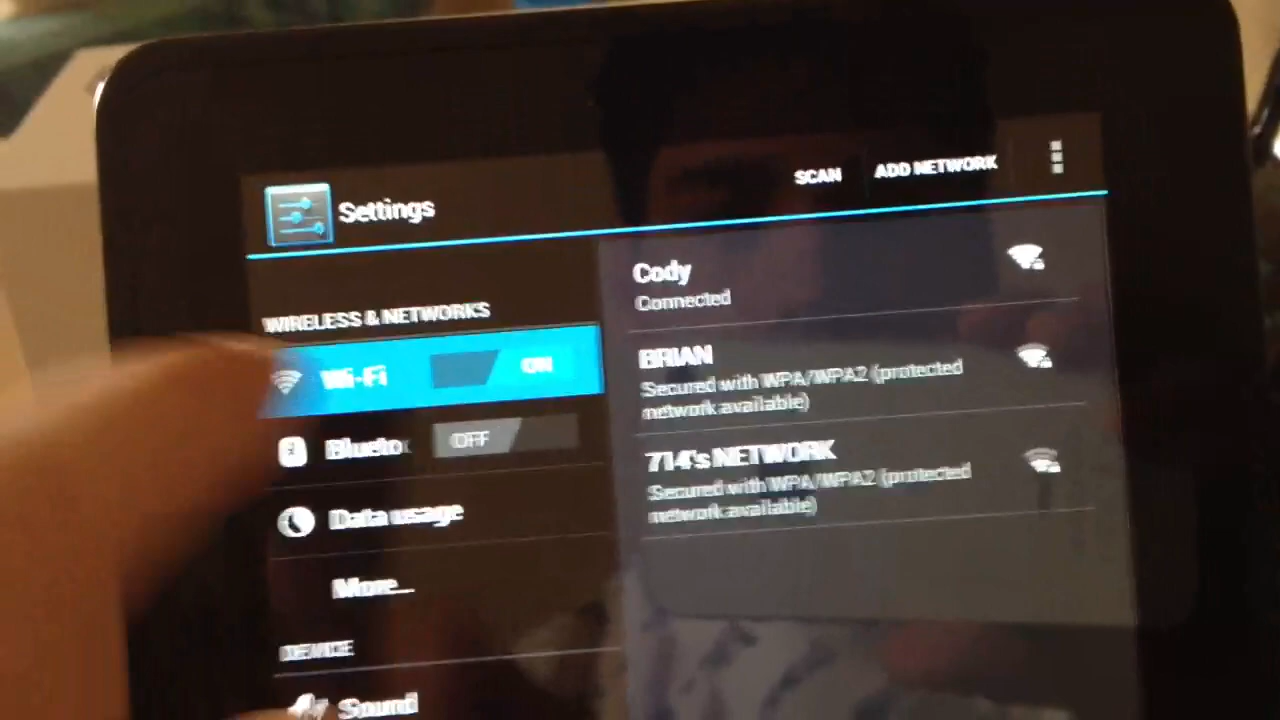 Settings
SCAN
ADD NETWORK
WIRELESS & NETWORKS
Wi-Fi
ON
Blueto
OFF
Data usage
More...
DEVICE
Sound
Cody
Connected
BRIAN
Secured with WPA/WPA2 (protected
network available)
714's NETWORK
Secured with WPA/WPA2 (protected
network available)